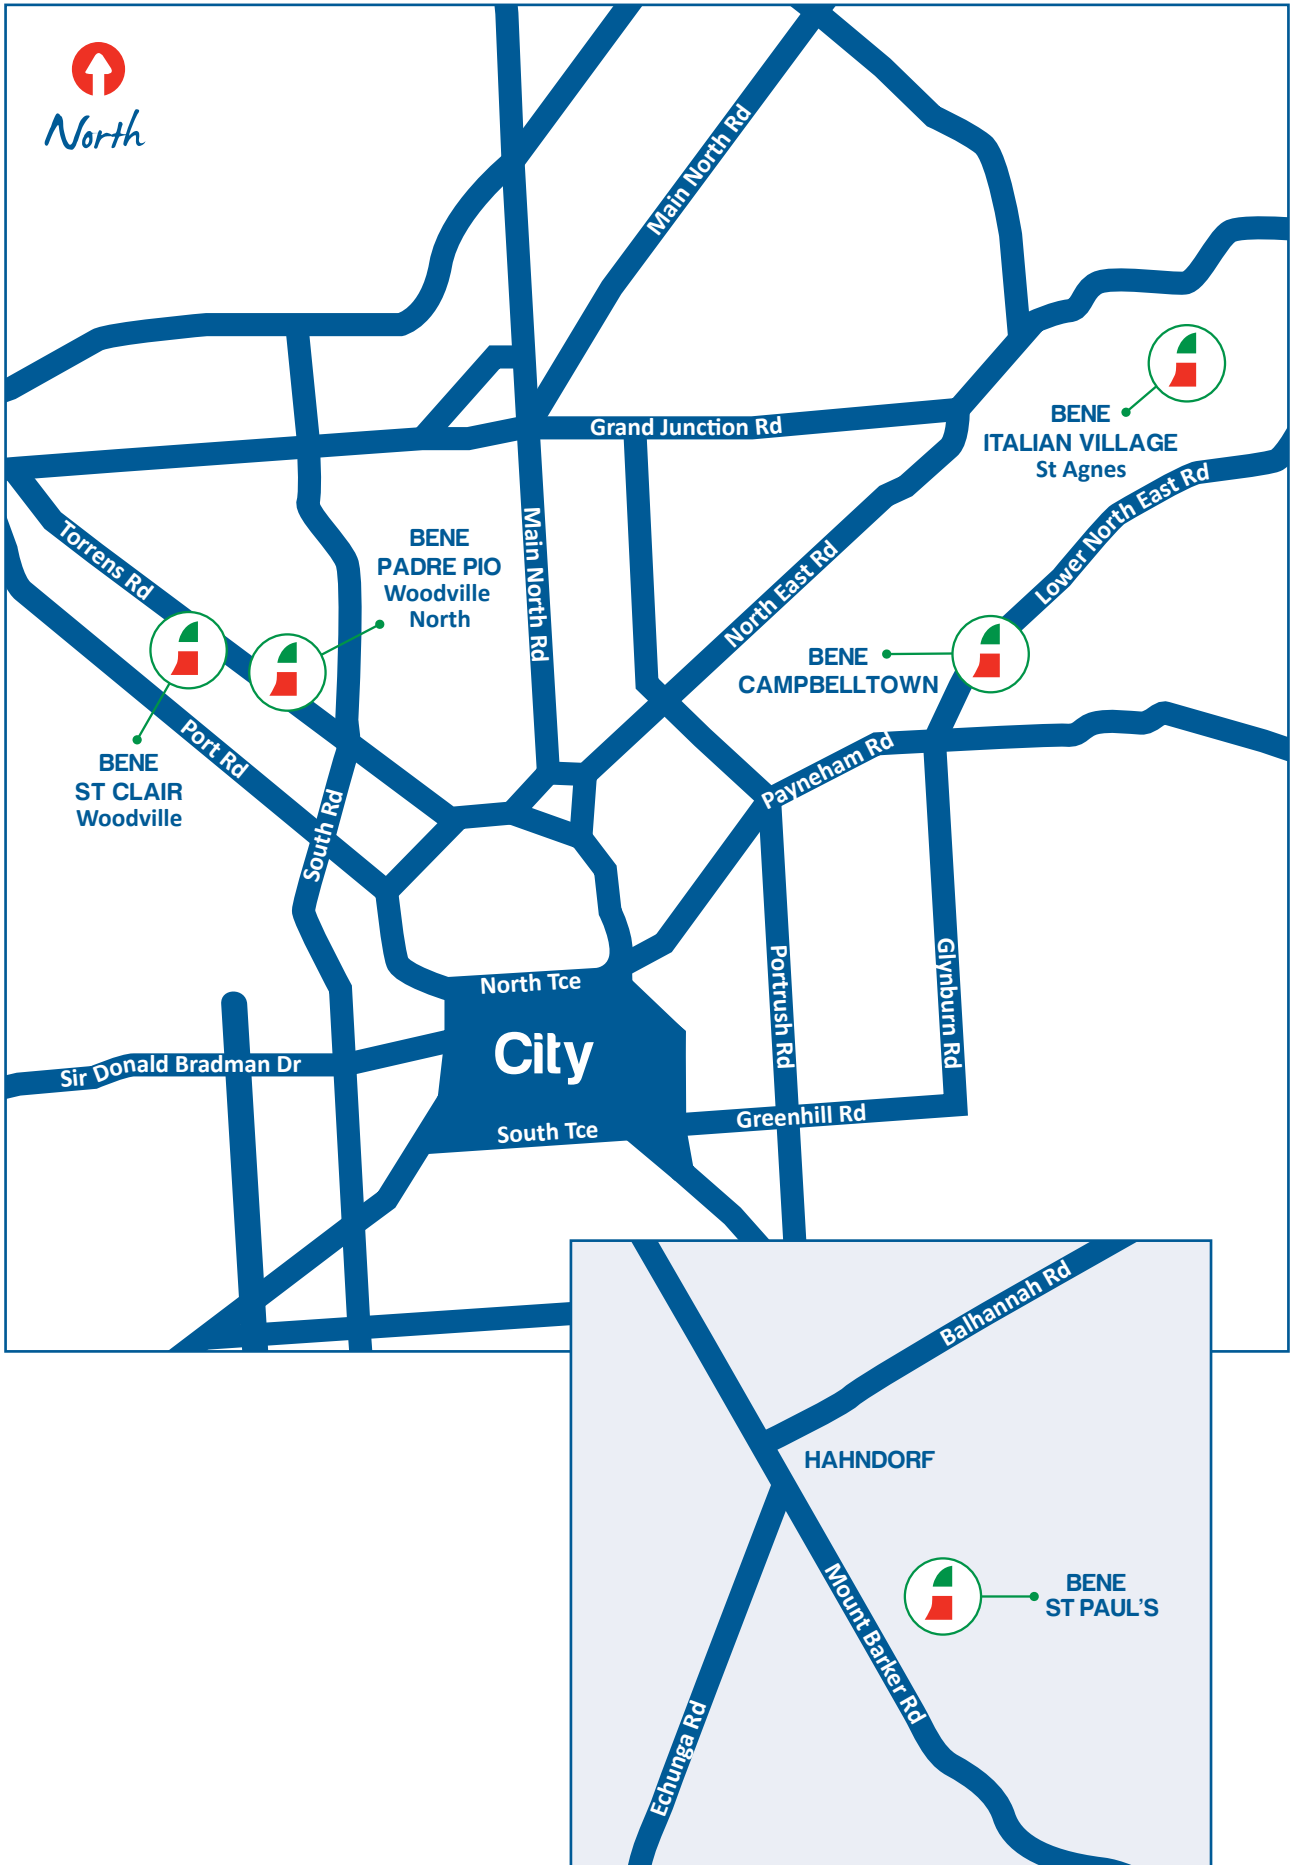 North
Main North Rd
Grand Junction Rd
BENE
ITALIAN VILLAGE
St Agnes
Lower North East Rd
Torrens Rd
BENE
PADRE PIO
Woodville
North
Main North Rd
North East Rd
BENE
CAMPBELLTOWN
Port Rd
BENE
ST CLAIR
Woodville
South Rd
Payneham Rd
Portrush Rd
Glynburn Rd
North Tce
City
Sir Donald Bradman Dr
South Tce
Greenhill Rd
Balhannah Rd
HAHNDORF
Mount Barker Rd
BENE
ST PAUL'S
Echunga Rd